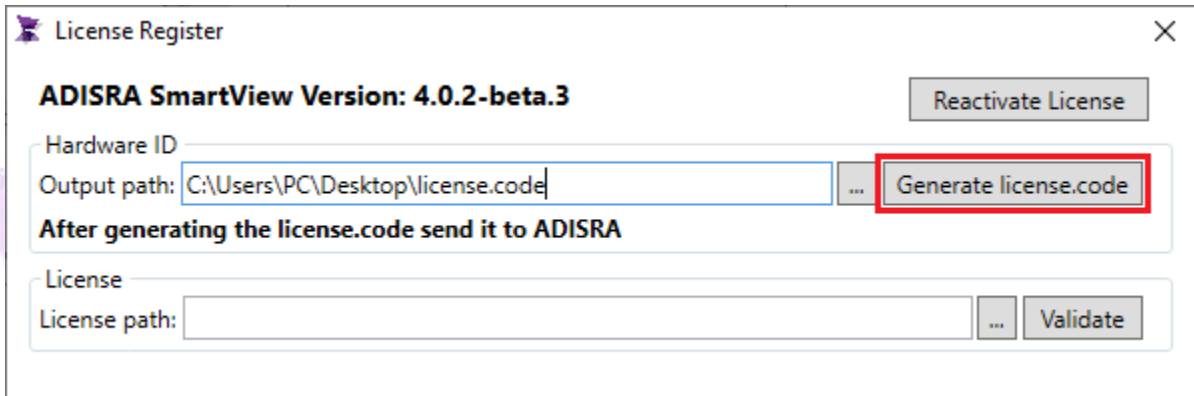 License Register
ADISRA SmartView Version: 4.0.2-beta.3
Reactivate License
Hardware ID
Output path: C:\Users\PC\Desktop\license.code ... Generate license.code
After generating the license.code send it to ADISRA
License
License path: ... Validate